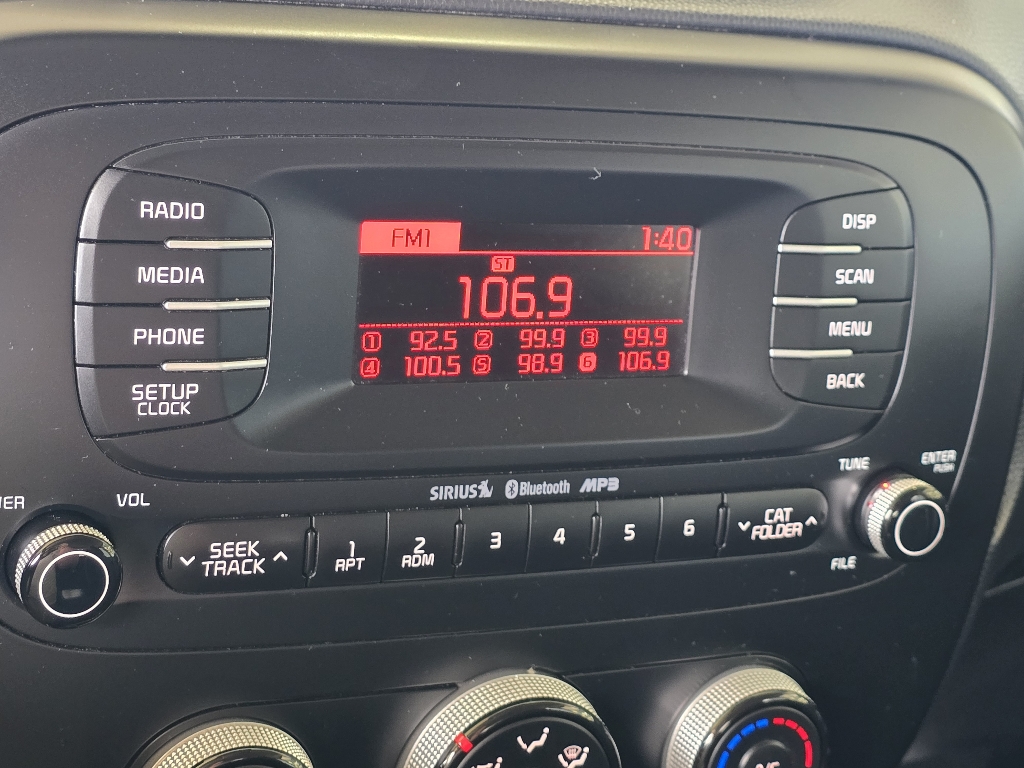 RADIO
MEDIA
PHONE
SETUP
CLOCK
FM1 1:40
ST
106.9
1 92.5 2 99.9 3 99.9
4 100.5 5 98.9 6 106.9
DISP
SCAN
MENU
BACK
SIRIUS Bluetooth MP3
VOL
SEEK
TRACK
1
RPT
2
RDM
3
4
5
6
CAT
FOLDER
TUNE
ENTER
PUSH
FILE